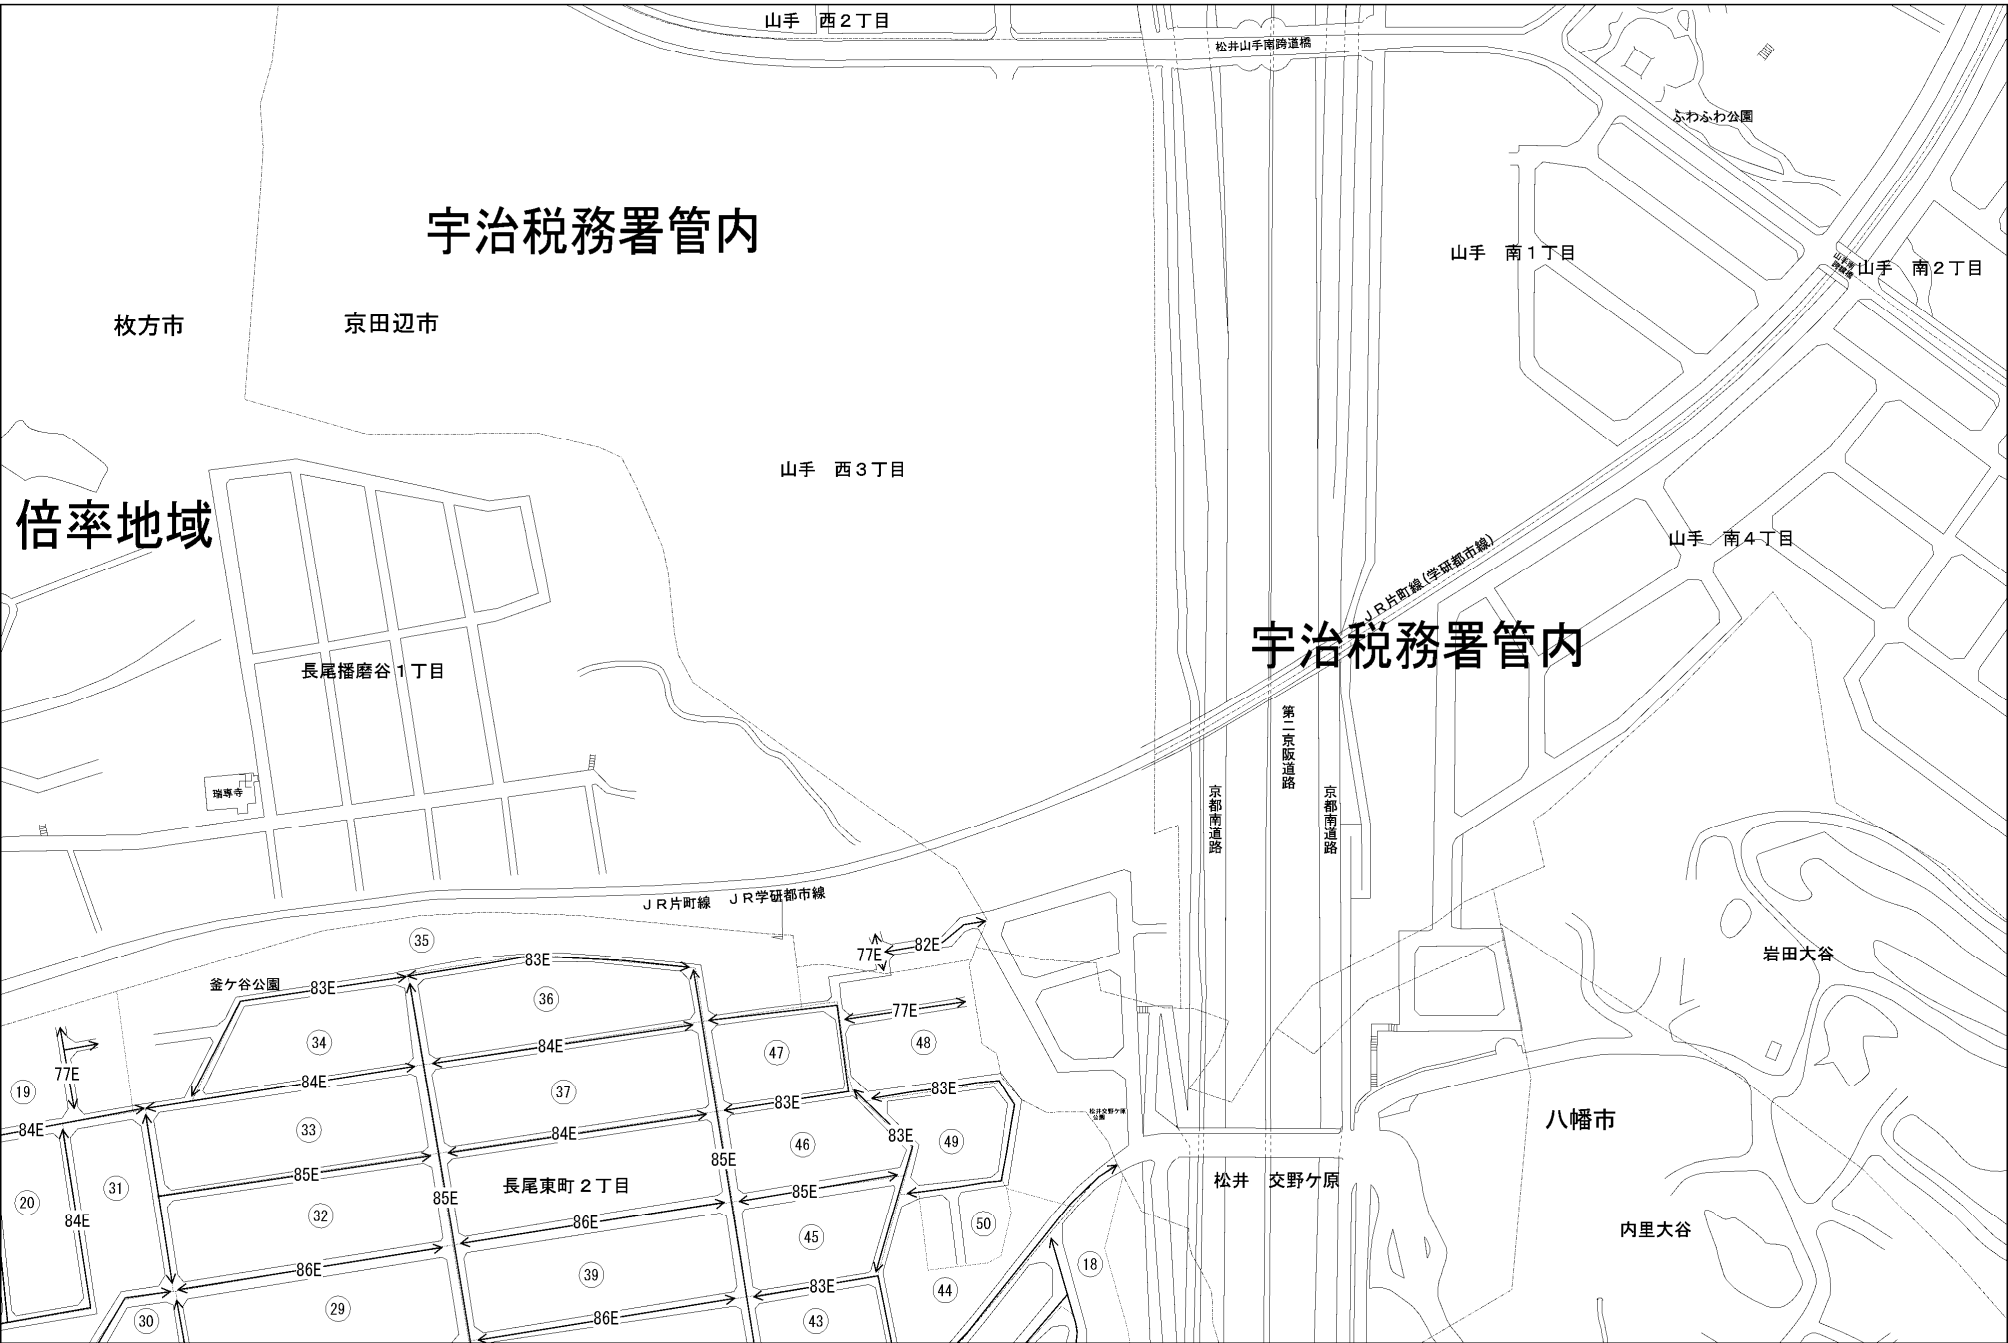 山手　西２丁目
松井山手南跨道橋
ふわふわ公園
宇治税務署管内
山手　南１丁目
山手　南２丁目
枚方市
京田辺市
山手　西３丁目
倍率地域
山手　南４丁目
ＪＲ片町線（学研都市線）
宇治税務署管内
長尾播磨谷１丁目
第二京阪道路
瑞専寺
京都南道路
京都南道路
ＪＲ片町線　ＪＲ学研都市線
35
77E
82E
岩田大谷
釜ケ谷公園
83E
83E
36
77E
34
84E
47
48
77E
84E
19
37
83E
83E
松井交野ケ原
公園
八幡市
84E
33
84E
83E
46
49
85E
85E
31
長尾東町２丁目
85E
85E
松井　交野ケ原
20
84E
32
86E
45
50
内里大谷
86E
39
83E
44
18
30
29
86E
43